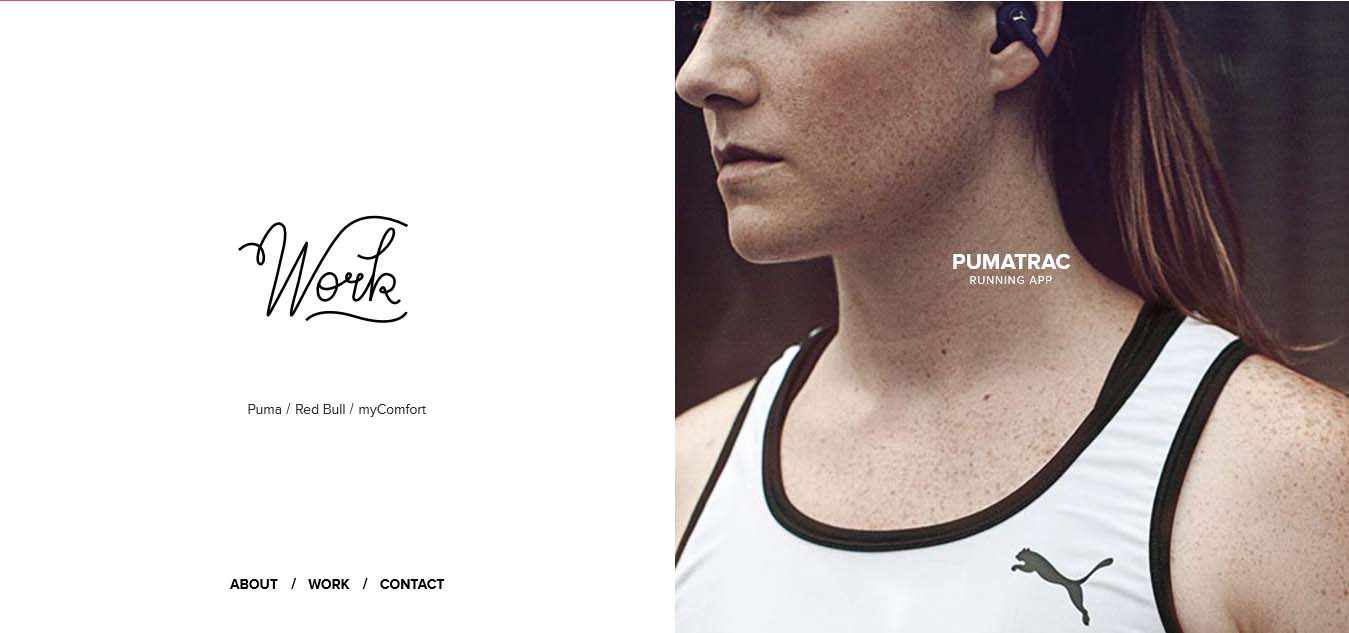 Work
Puma / Red Bull / myComfort
ABOUT / WORK / CONTACT
PUMATRAC
RUNNING APP